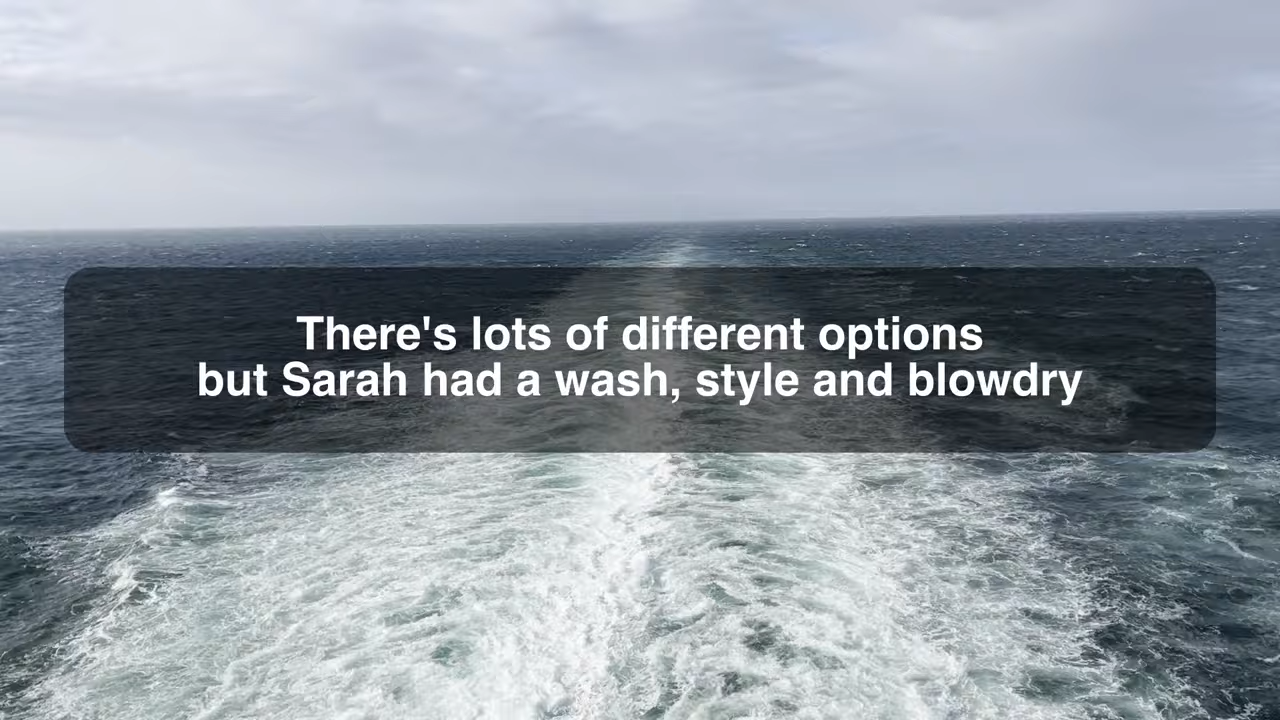 There's lots of different options
but Sarah had a wash, style and blowdry